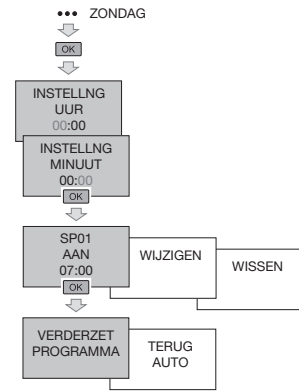 ••• ZONDAG
OK
INSTELLNG
UUR
00:00
INSTELLNG
MINUUT
00:00
OK
SP01
AAN
07:00
OK
WIJZIGEN
WISSEN
VERDERZET
PROGRAMMA
TERUG
AUTO